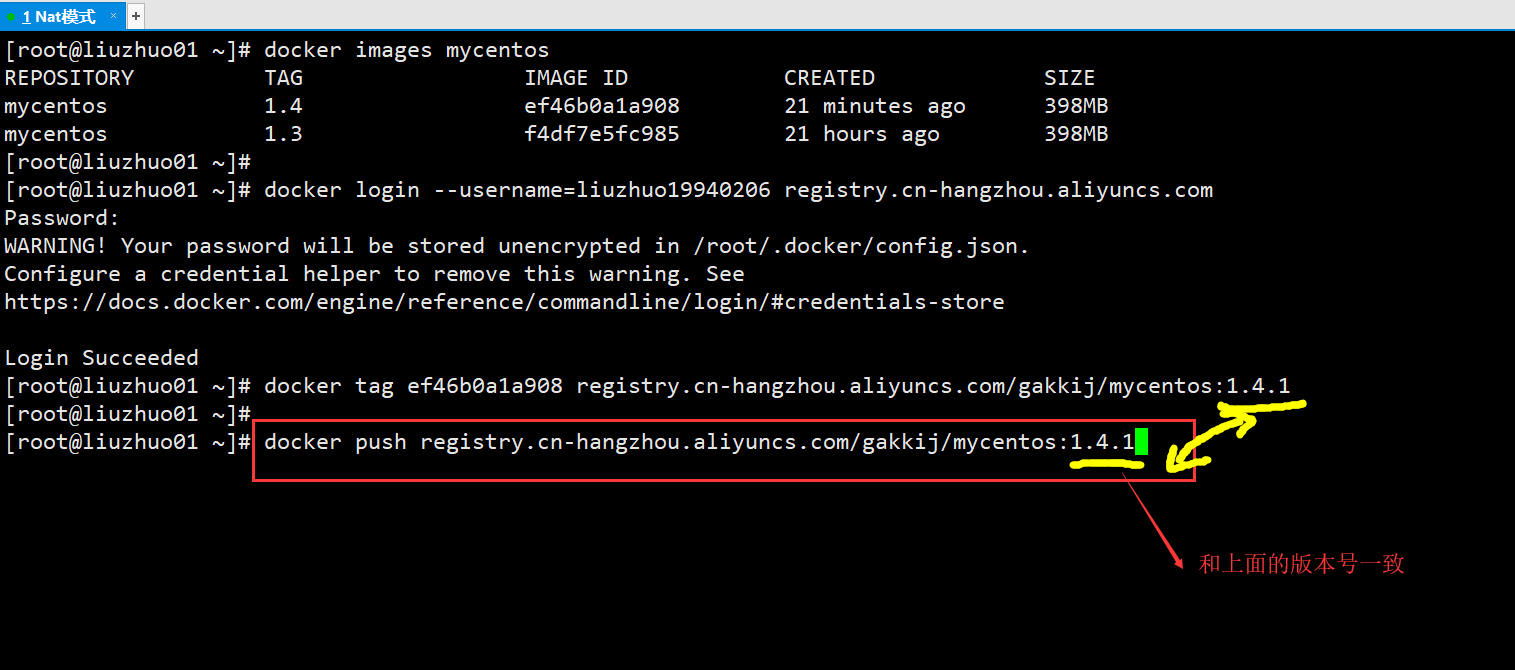 1 Nat模式 × +
[root@liuzhuo01 ~]# docker images mycentos
REPOSITORY TAG IMAGE ID CREATED SIZE
mycentos 1.4 ef46b0a1a908 21 minutes ago 398MB
mycentos 1.3 f4df7e5fc985 21 hours ago 398MB
[root@liuzhuo01 ~]#
[root@liuzhuo01 ~]# docker login --username=liuzhuo19940206 registry.cn-hangzhou.aliyuncs.com
Password:
WARNING! Your password will be stored unencrypted in /root/.docker/config.json.
Configure a credential helper to remove this warning. See
https://docs.docker.com/engine/reference/commandline/login/#credentials-store
Login Succeeded
[root@liuzhuo01 ~]# docker tag ef46b0a1a908 registry.cn-hangzhou.aliyuncs.com/gakkij/mycentos:1.4.1
[root@liuzhuo01 ~]#
[root@liuzhuo01 ~]# docker push registry.cn-hangzhou.aliyuncs.com/gakkij/mycentos:1.4.1
和上面的版本号一致